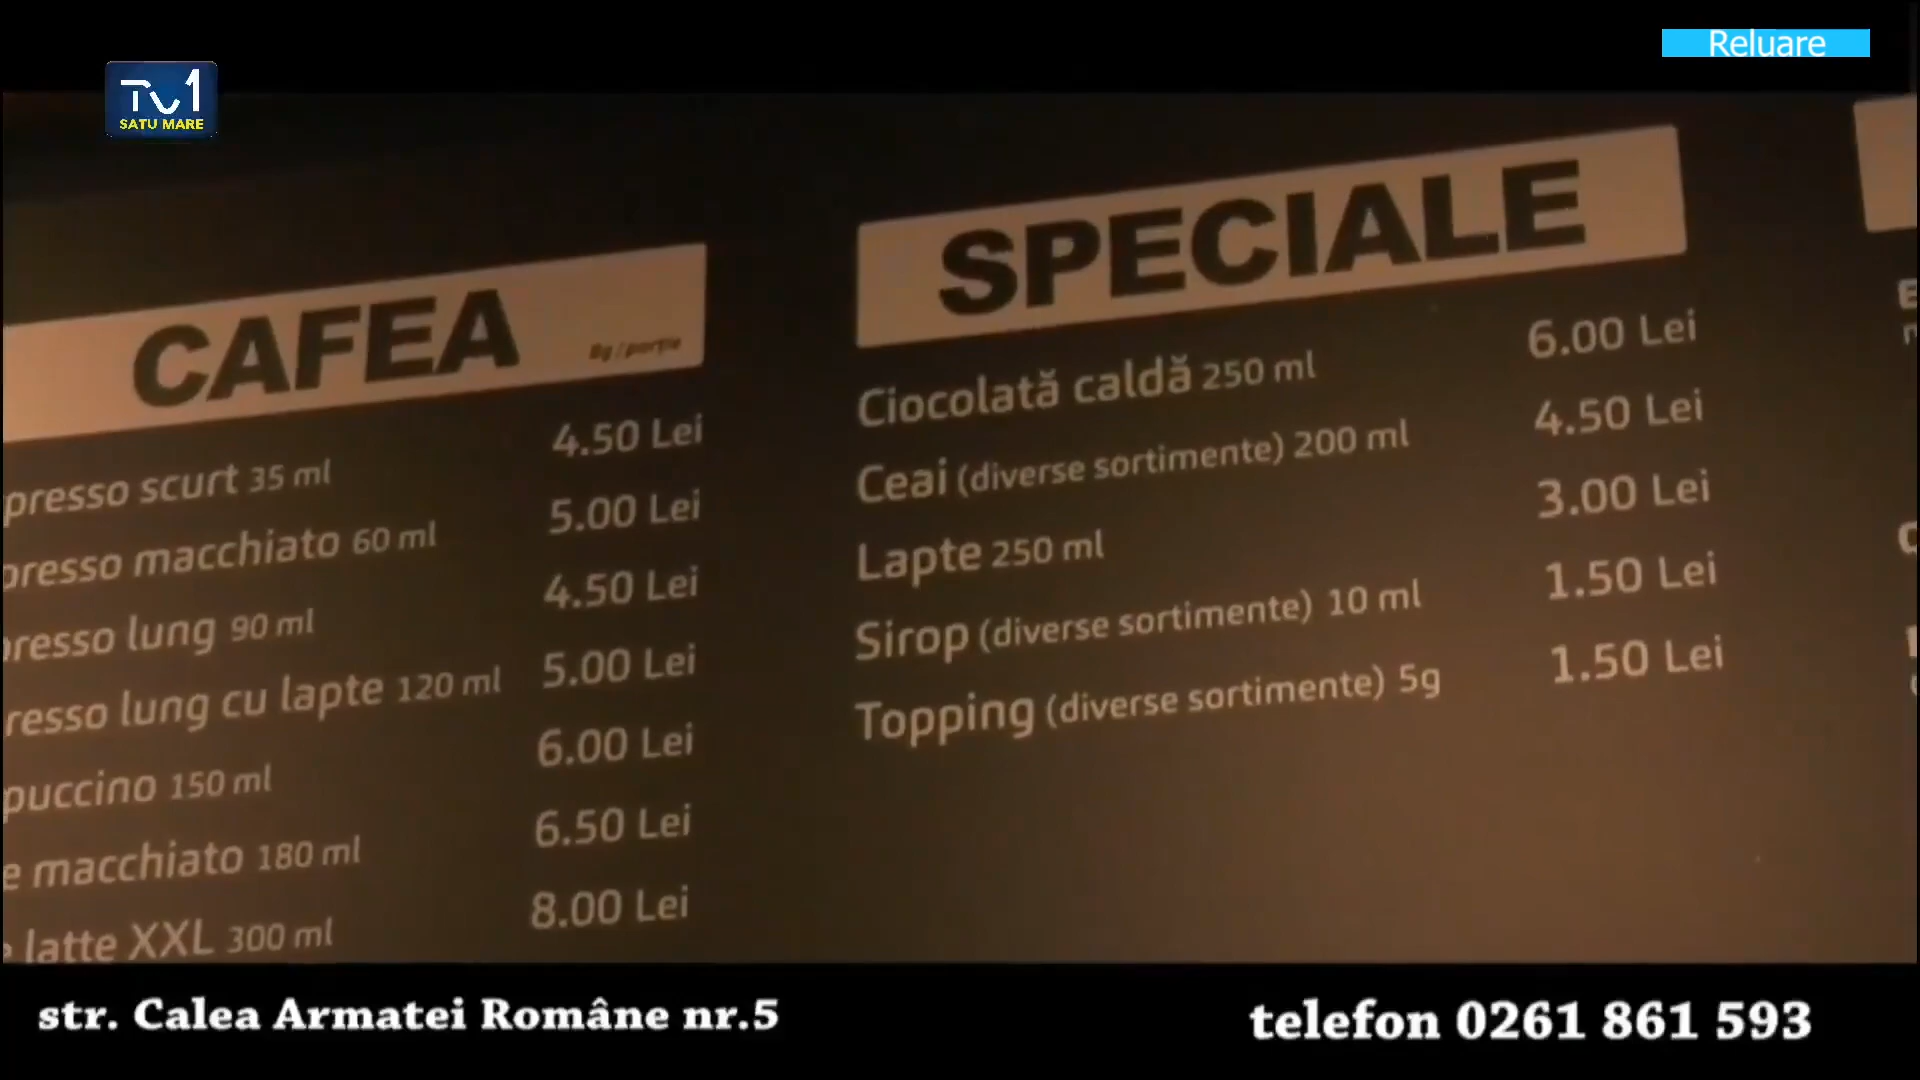 Reluare
TV1
SATU MARE
CAFEA
8g/porție
presso scurt 35 ml 4.50 Lei
presso macchiato 60 ml 5.00 Lei
resso lung 90 ml 4.50 Lei
resso lung cu lapte 120 ml 5.00 Lei
puccino 150 ml 6.00 Lei
e macchiato 180 ml 6.50 Lei
latte XXL 300 ml 8.00 Lei
SPECIALE
Ciocolată caldă 250 ml 6.00 Lei
Ceai (diverse sortimente) 200 ml 4.50 Lei
Lapte 250 ml 3.00 Lei
Sirop (diverse sortimente) 10 ml 1.50 Lei
Topping (diverse sortimente) 5g 1.50 Lei
str. Calea Armatei Române nr.5
telefon 0261 861 593